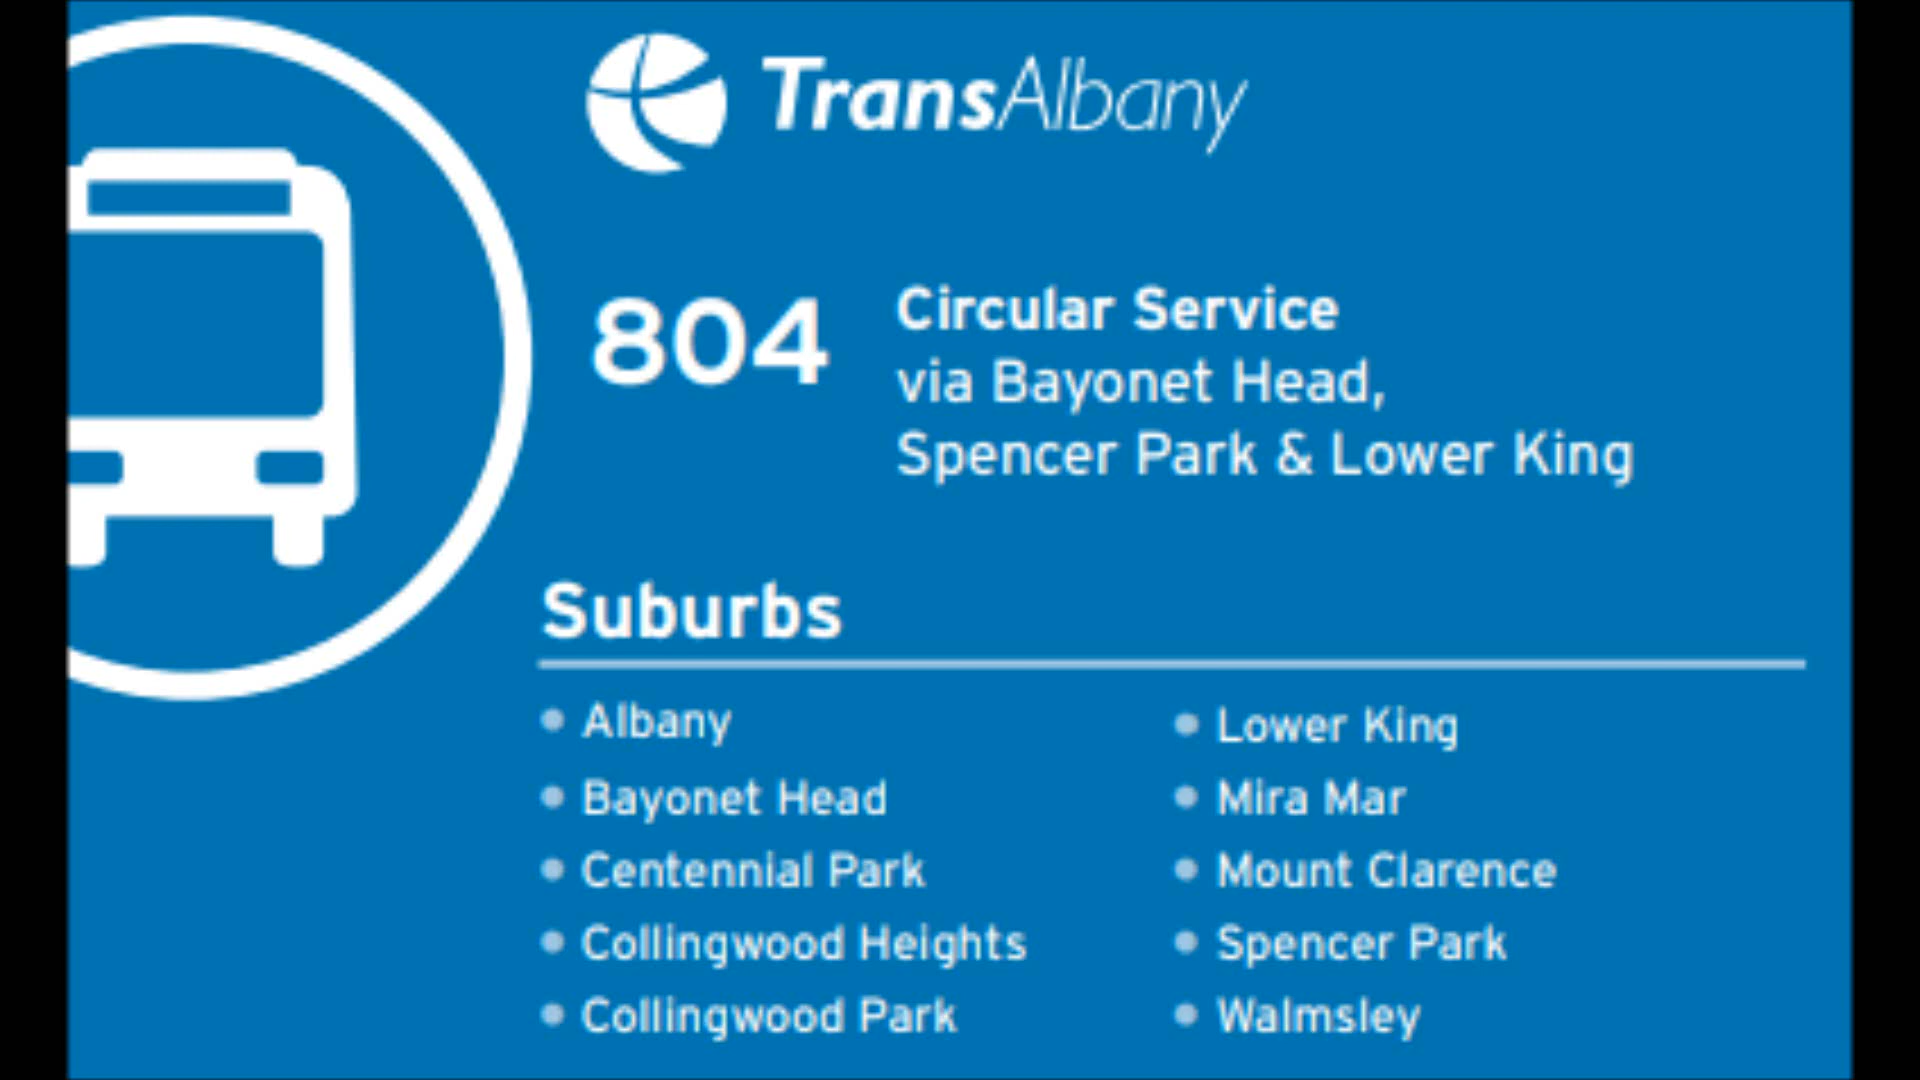 TransAlbany
804
Circular Service
via Bayonet Head,
Spencer Park & Lower King
Suburbs
Albany
Bayonet Head
Centennial Park
Collingwood Heights
Collingwood Park
Lower King
Mira Mar
Mount Clarence
Spencer Park
Walmsley